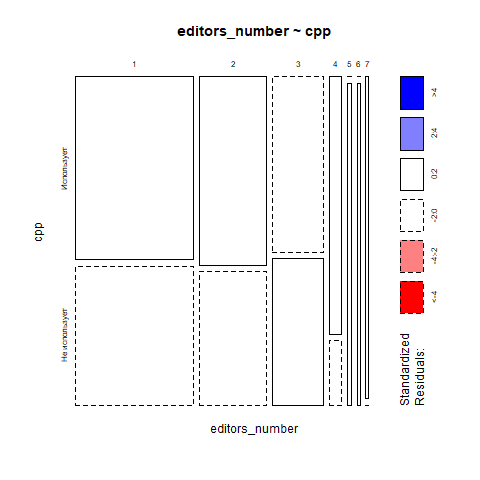 editors_number ~ cpp
1 2 3 4 5 6 7
Использует
Не использует
cpp
editors_number
Standardized
Residuals:
<-4
-4:-2
-2:0
0:2
2:4
>4